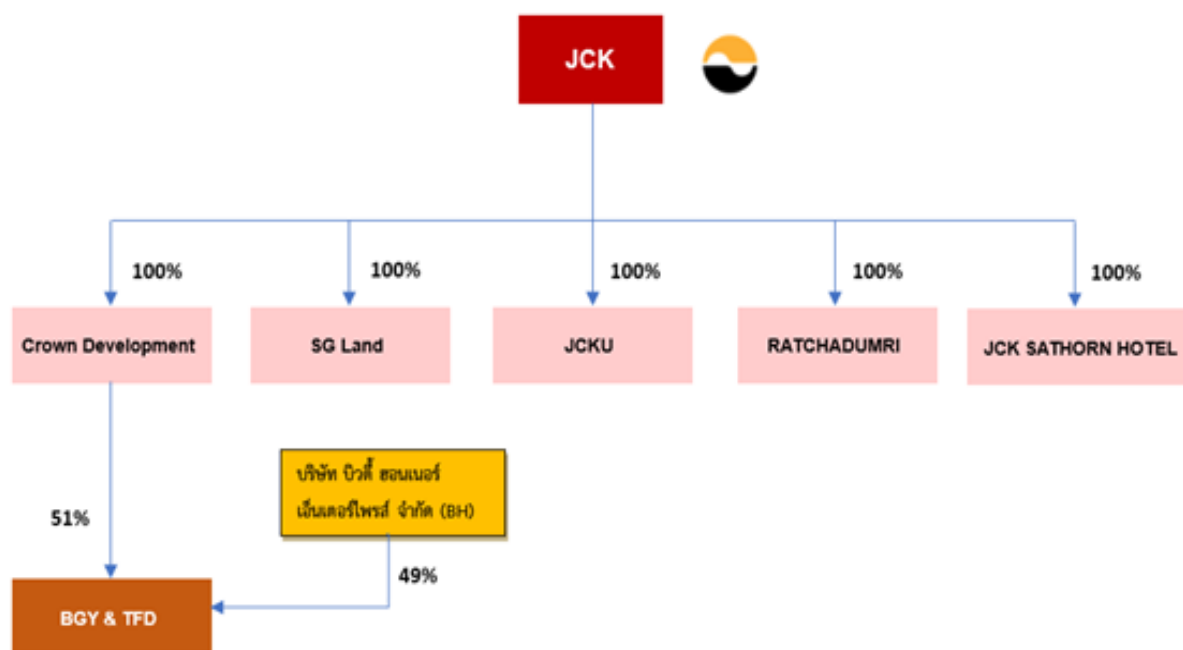 JCK
100%
100%
100%
100%
100%
Crown Development
SG Land
JCKU
RATCHADUMRI
JCK SATHORN HOTEL
บริษัท บิวตี้ ฮอนเนอร์
เอ็นเตอร์ไพรส์ จำกัด (BH)
51%
49%
BGY & TFD